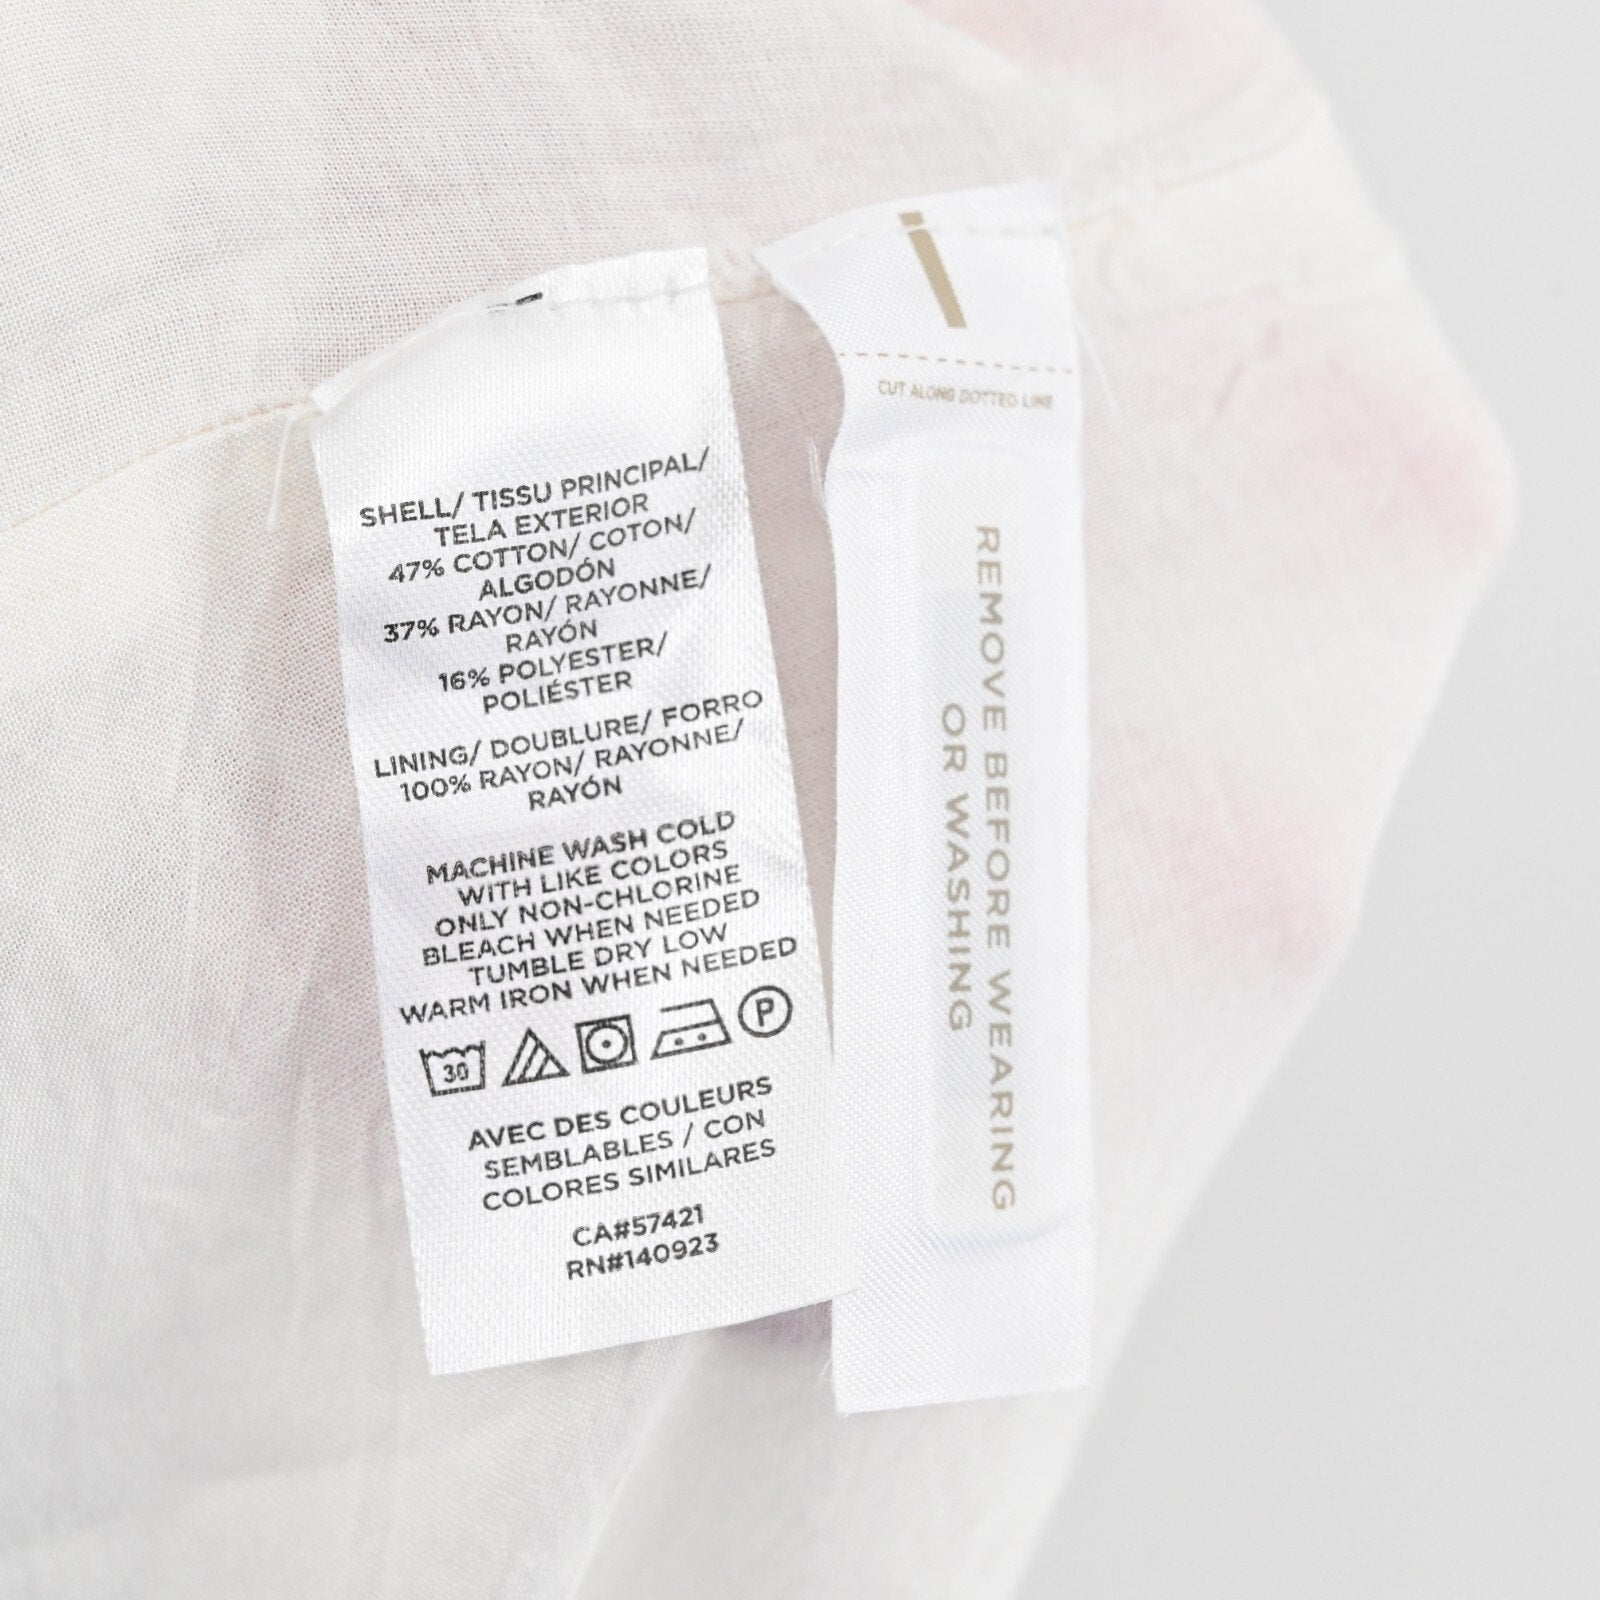 SHELL/ TISSU PRINCIPAL/
TELA EXTERIOR
47% COTTON/ COTON/
ALGODÓN
37% RAYON/ RAYONNE/
RAYÓN
16% POLYESTER/
POLIÉSTER
LINING/ DOUBLURE/ FORRO
100% RAYON/ RAYONNE/
RAYÓN
MACHINE WASH COLD
WITH LIKE COLORS
ONLY NON-CHLORINE
BLEACH WHEN NEEDED
TUMBLE DRY LOW
WARM IRON WHEN NEEDED
30 P
AVEC DES COULEURS
SEMBLABLES / CON
COLORES SIMILARES
CA#57421
RN#140923
CUT ALONG DOTTED LINE
REMOVE BEFORE WEARING
OR WASHING